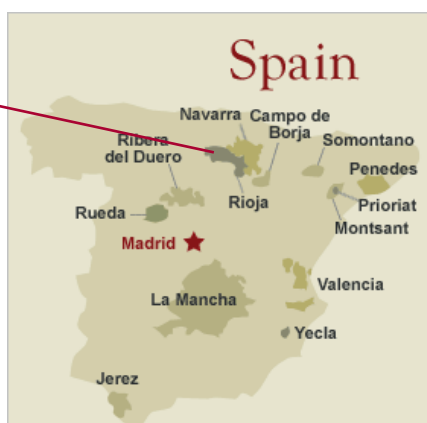 Spain
Navarra
Campo de
Borja
Ribera
del Duero
Somontano
Penedes
Rueda
Rioja
Prioriat
Montsant
Madrid
La Mancha
Valencia
Yecla
Jerez